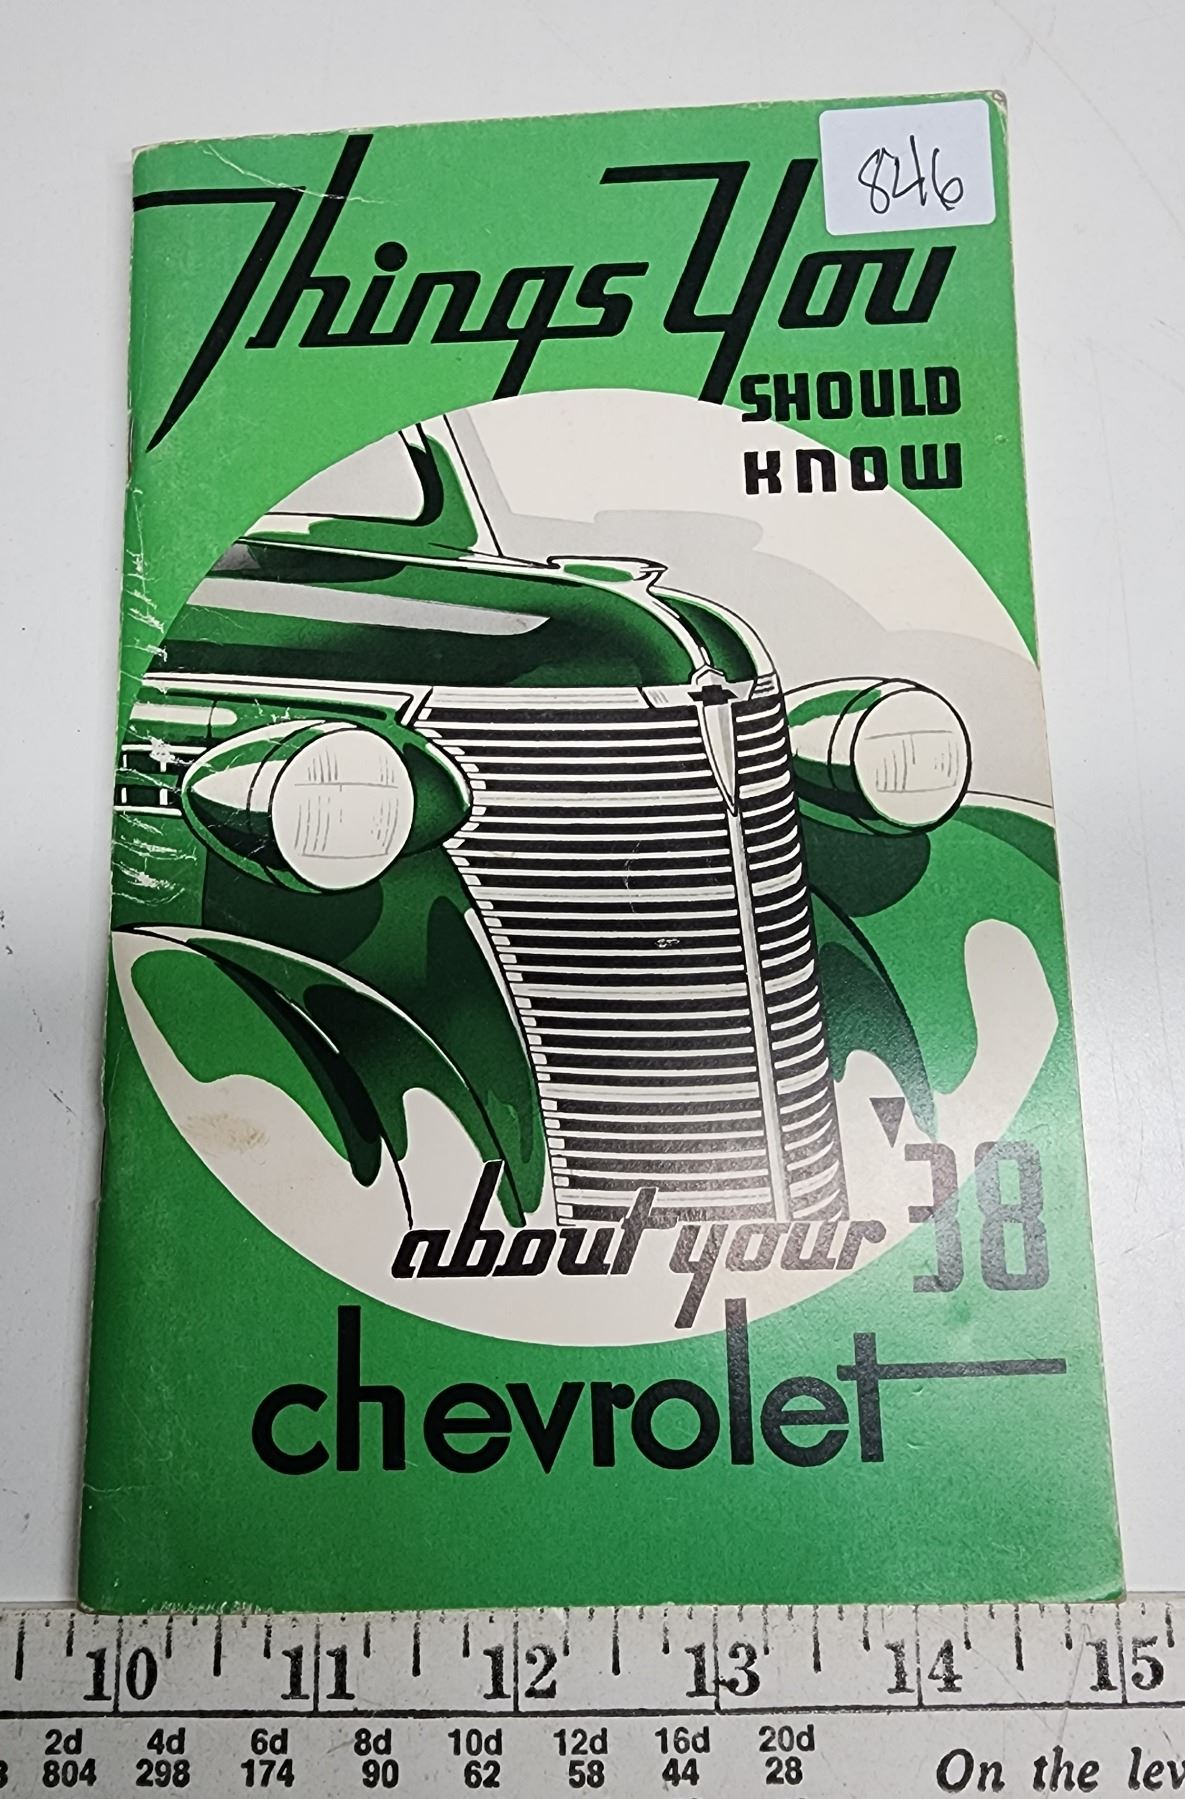 846
Things You
SHOULD
KNOW
about your '38
chevrolet
10 11 12 13 14 15
2d 4d 6d 8d 10d 12d 16d 20d
804 298 174 90 62 58 44 28
On the lev